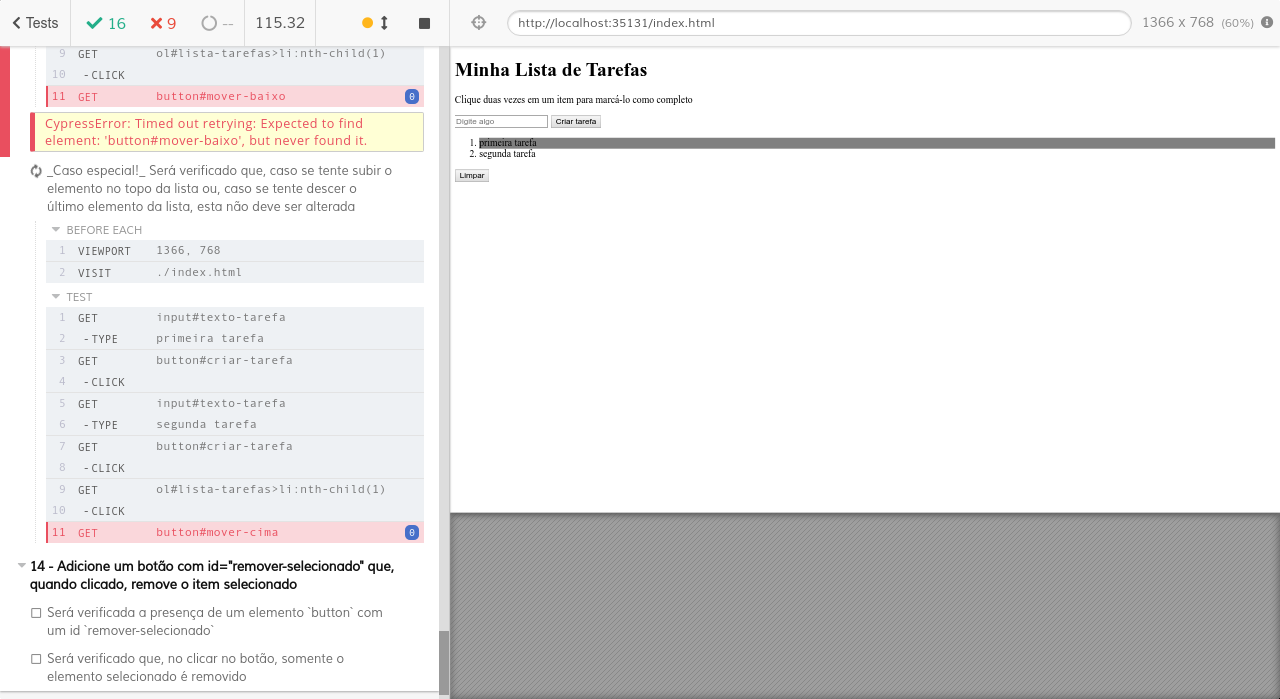 Tests 16 9 -- 115.32 http://localhost:35131/index.html 1366 x 768 (60%)
9 GET ol#lista-tarefas>li:nth-child(1)
10 -CLICK
11 GET button#mover-baixo 0
CypressError: Timed out retrying: Expected to find
element: 'button#mover-baixo', but never found it.
_Caso especial!_ Será verificado que, caso se tente subir o
elemento no topo da lista ou, caso se tente descer o
último elemento da lista, esta não deve ser alterada
BEFORE EACH
1 VIEWPORT 1366, 768
2 VISIT ./index.html
TEST
1 GET input#texto-tarefa
2 -TYPE primeira tarefa
3 GET button#criar-tarefa
4 -CLICK
5 GET input#texto-tarefa
6 -TYPE segunda tarefa
7 GET button#criar-tarefa
8 -CLICK
9 GET ol#lista-tarefas>li:nth-child(1)
10 -CLICK
11 GET button#mover-cima 0
14 - Adicione um botão com id="remover-selecionado" que,
quando clicado, remove o item selecionado
Será verificada a presença de um elemento `button` com
um id `remover-selecionado`
Será verificado que, no clicar no botão, somente o
elemento selecionado é removido
Minha Lista de Tarefas
Clique duas vezes em um item para marcá-lo como completo
Digite algo Criar tarefa
1. primeira tarefa
2. segunda tarefa
Limpar